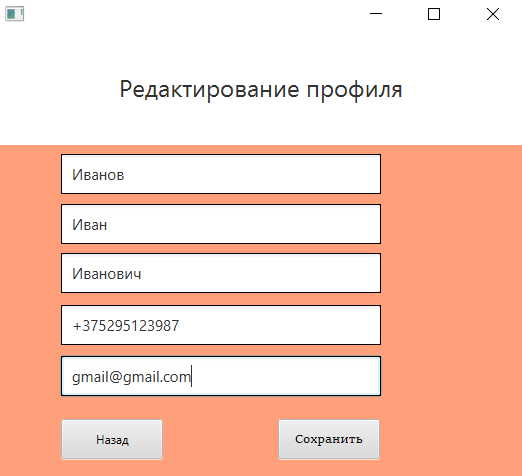 Редактирование профиля
Иванов
Иван
Иванович
+375295123987
gmail@gmail.com
Назад
Сохранить